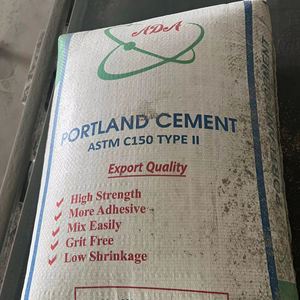 ADA
PORTLAND CEMENT
ASTM C150 TYPE II
Export Quality
High Strength
More Adhesive
Mix Easily
Grit Free
Low Shrinkage